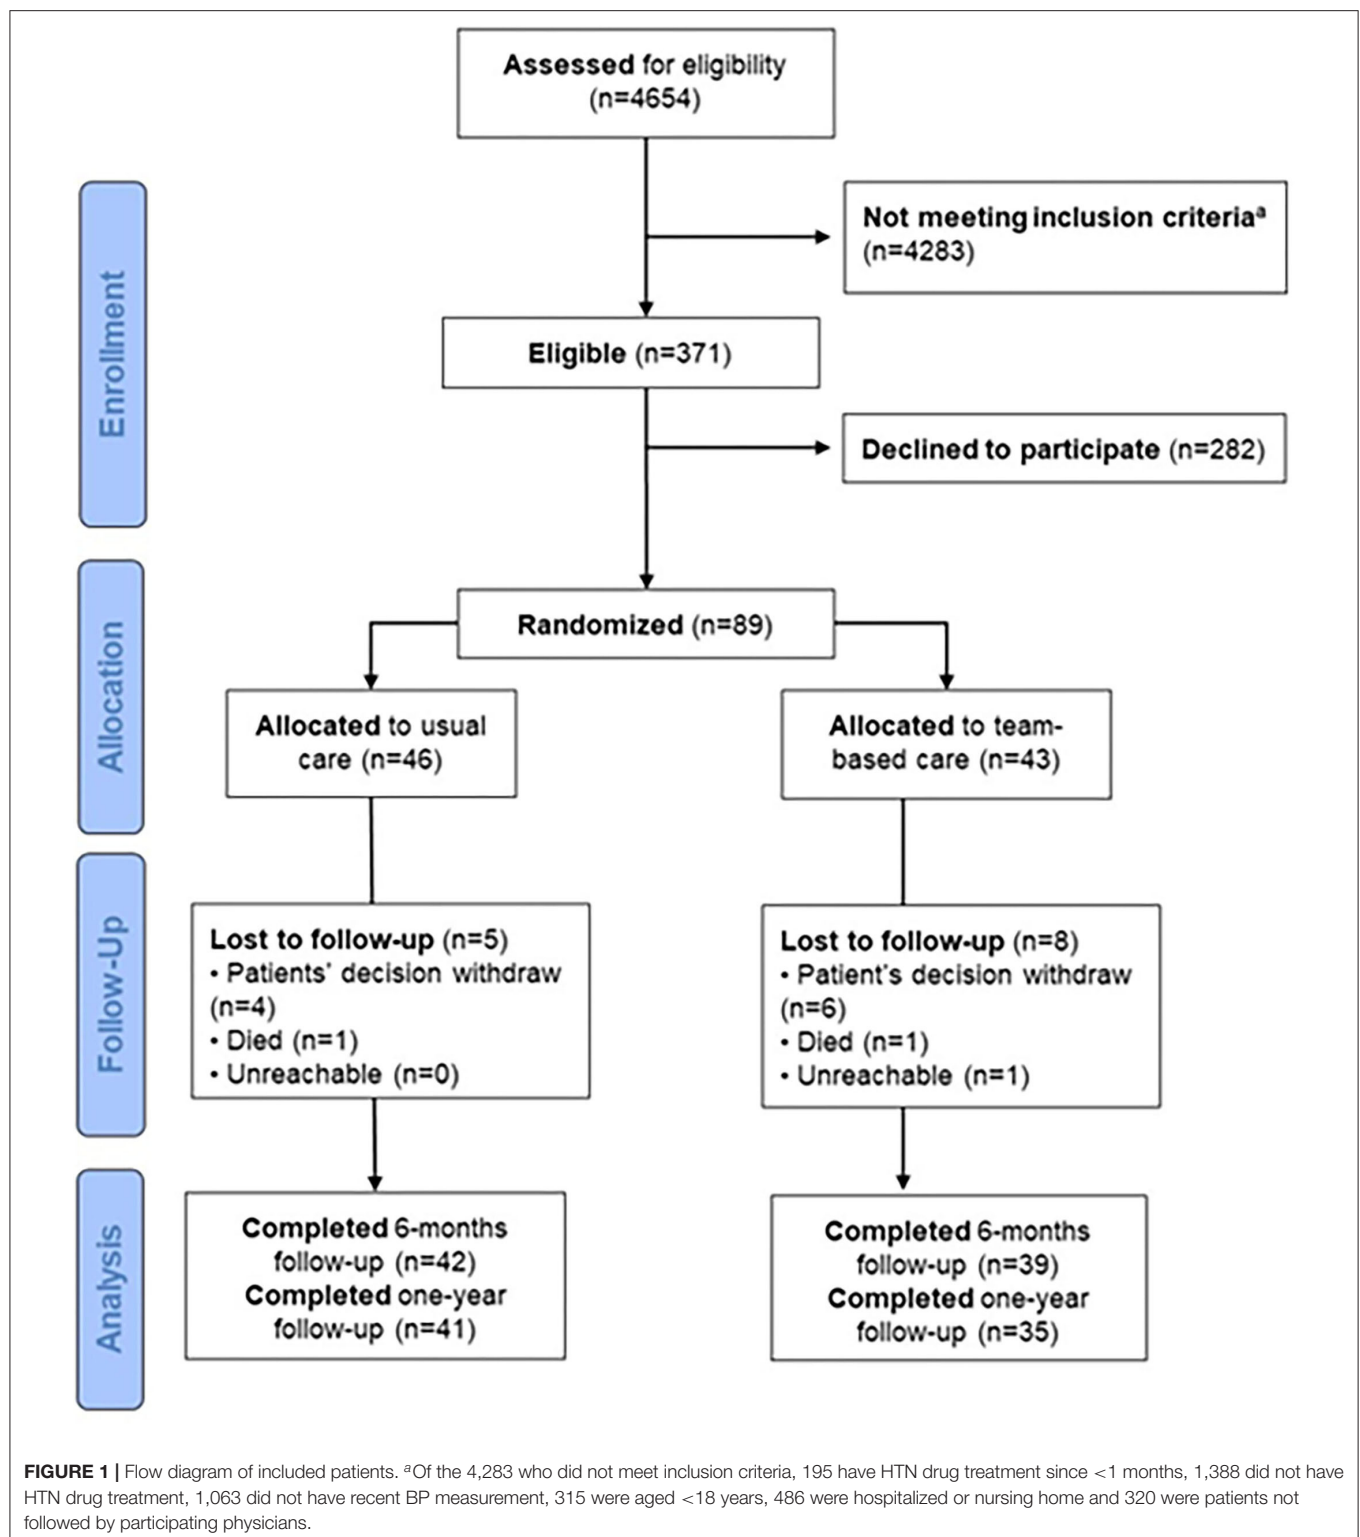 Assessed for eligibility
(n=4654)
Enrollment
Not meeting inclusion criteriaª
(n=4283)
Eligible (n=371)
Declined to participate (n=282)
Allocation
Randomized (n=89)
Allocated to usual
care (n=46)
Allocated to team-
based care (n=43)
Follow-Up
Lost to follow-up (n=5)
• Patients' decision withdraw
(n=4)
• Died (n=1)
• Unreachable (n=0)
Lost to follow-up (n=8)
• Patient's decision withdraw
(n=6)
• Died (n=1)
• Unreachable (n=1)
Analysis
Completed 6-months
follow-up (n=42)
Completed one-year
follow-up (n=41)
Completed 6-months
follow-up (n=39)
Completed one-year
follow-up (n=35)
FIGURE 1 | Flow diagram of included patients. ªOf the 4,283 who did not meet inclusion criteria, 195 have HTN drug treatment since <1 months, 1,388 did not have
HTN drug treatment, 1,063 did not have recent BP measurement, 315 were aged <18 years, 486 were hospitalized or nursing home and 320 were patients not
followed by participating physicians.